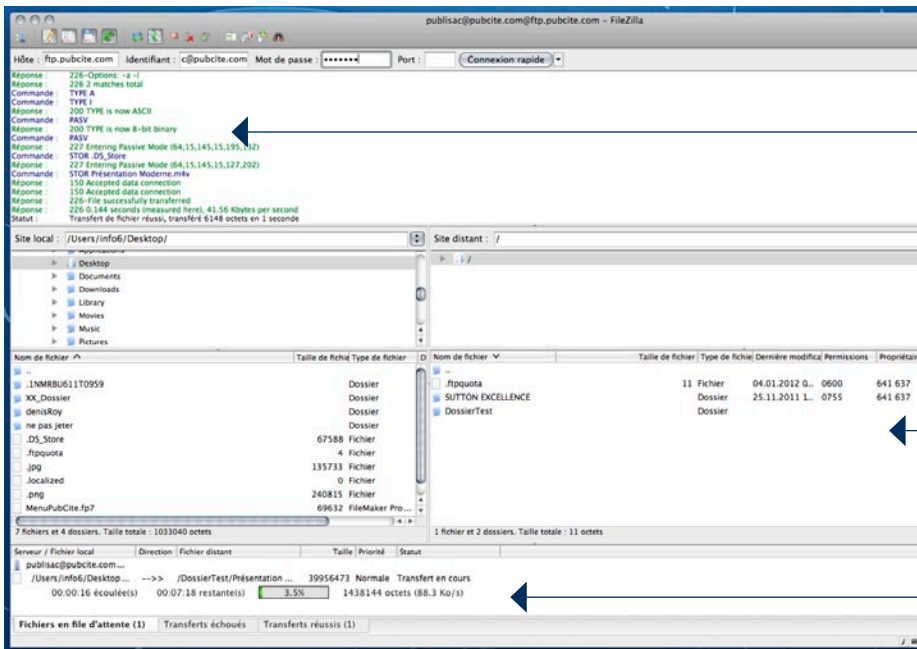 publisac@pubcite.com@ftp.pubcite.com - FileZilla
Hôte : ftp.pubcite.com Identifiant : c@pubcite.com Mot de passe : ••••••• Port : Connexion rapide
Réponse : 226-Options: -a -l
Réponse : 226 2 matches total
Commande : TYPE A
Commande : TYPE I
Réponse : 200 TYPE is now ASCII
Commande : PASV
Réponse : 200 TYPE is now 8-bit binary
Commande : PASV
Réponse : 227 Entering Passive Mode (64,15,145,15,195,132)
Commande : STOR .DS_Store
Réponse : 227 Entering Passive Mode (64,15,145,15,127,202)
Commande : STOR Présentation Moderne.m4v
Réponse : 150 Accepted data connection
Réponse : 150 Accepted data connection
Réponse : 226-File successfully transferred
Réponse : 226 0.144 seconds (measured here), 41.56 Kbytes per second
Statut : Transfert de fichier réussi, transféré 6148 octets en 1 seconde
Site local : /Users/info6/Desktop/ Site distant : /
Applications
Desktop
Documents
Downloads
Library
Movies
Music
Pictures
/
Nom de fichier Taille de fichie Type de fichier D
..
.1NMRBU611T0959 Dossier
XX_Dossier Dossier
denisRoy Dossier
ne pas jeter Dossier
.DS_Store 67588 Fichier
.ftpquota 4 Fichier
.jpg 135733 Fichier
.localized 0 Fichier
.png 240815 Fichier
MenuPubCite.fp7 69632 FileMaker Pro...
7 fichiers et 4 dossiers. Taille totale : 1033040 octets
Nom de fichier Taille de fichier Type de fichie Dernière modifica Permissions Propriétair
..
.ftpquota 11 Fichier 04.01.2012 0... 0600 641 637
SUTTON EXCELLENCE Dossier 25.11.2011 1... 0755 641 637
DossierTest Dossier
1 fichier et 2 dossiers. Taille totale : 11 octets
Serveur / Fichier local Direction Fichier distant Taille Priorité Statut
publisac@pubcite.com...
/Users/info6/Desktop... -->> /DossierTest/Présentation ... 39956473 Normale Transfert en cours
00:00:16 écoulée(s) 00:07:18 restante(s) 3.5% 1438144 octets (88.3 Ko/s)
Fichiers en file d'attente (1) Transferts échoués Transferts réussis (1)